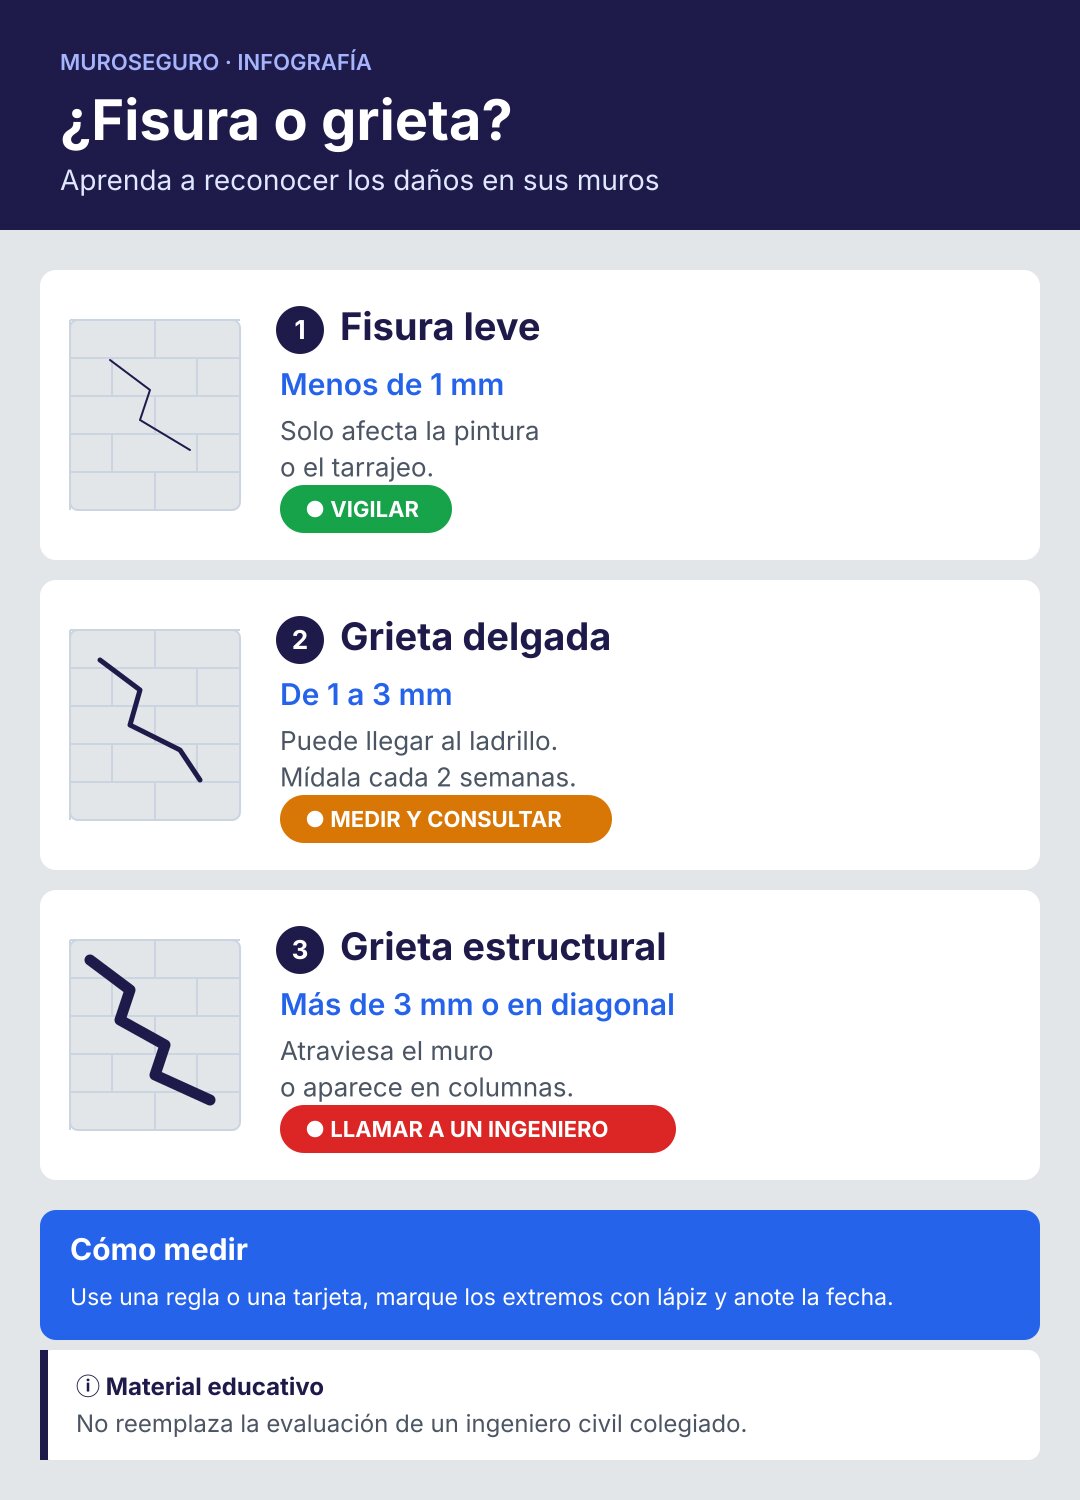 MUROSEGURO · INFOGRAFÍA
¿Fisura o grieta?
Aprenda a reconocer los daños en sus muros
1 Fisura leve
Menos de 1 mm
Solo afecta la pintura
o el tarrajeo.
● VIGILAR
2 Grieta delgada
De 1 a 3 mm
Puede llegar al ladrillo.
Mídala cada 2 semanas.
● MEDIR Y CONSULTAR
3 Grieta estructural
Más de 3 mm o en diagonal
Atraviesa el muro
o aparece en columnas.
● LLAMAR A UN INGENIERO
Cómo medir
Use una regla o una tarjeta, marque los extremos con lápiz y anote la fecha.
ⓘ Material educativo
No reemplaza la evaluación de un ingeniero civil colegiado.